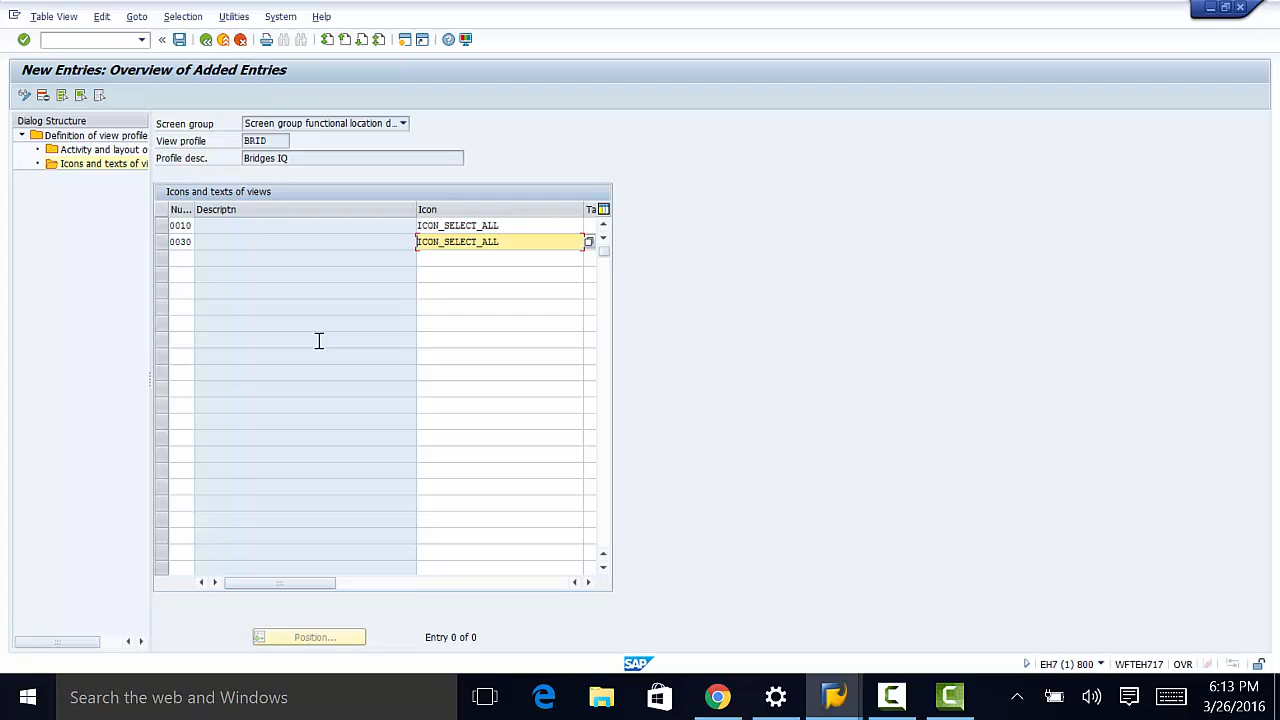 Table View Edit Goto Selection Utilities System Help
New Entries: Overview of Added Entries
Dialog Structure
Definition of view profile
Activity and layout o
Icons and texts of vi
Screen group Screen group functional location d...
View profile BRID
Profile desc. Bridges IQ
Icons and texts of views
Nu... Descriptn Icon Ta
0010 ICON_SELECT_ALL
0030 ICON_SELECT_ALL
Position... Entry 0 of 0
SAP EH7 (1) 800 WFTEH717 OVR
Search the web and Windows
6:13 PM
3/26/2016